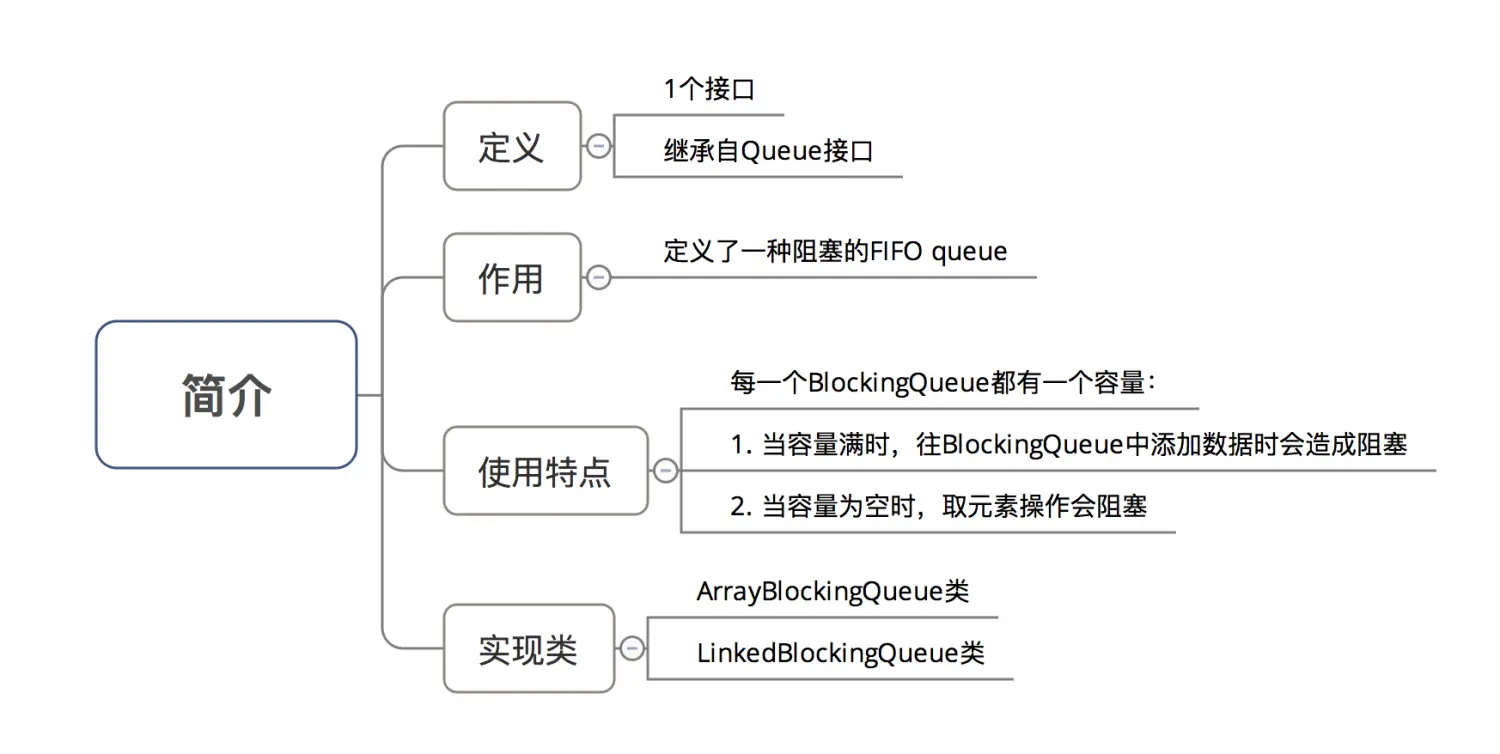 简介
定义
1个接口
继承自Queue接口
作用
定义了一种阻塞的FIFO queue
使用特点
每一个BlockingQueue都有一个容量：
1. 当容量满时，往BlockingQueue中添加数据时会造成阻塞
2. 当容量为空时，取元素操作会阻塞
实现类
ArrayBlockingQueue类
LinkedBlockingQueue类